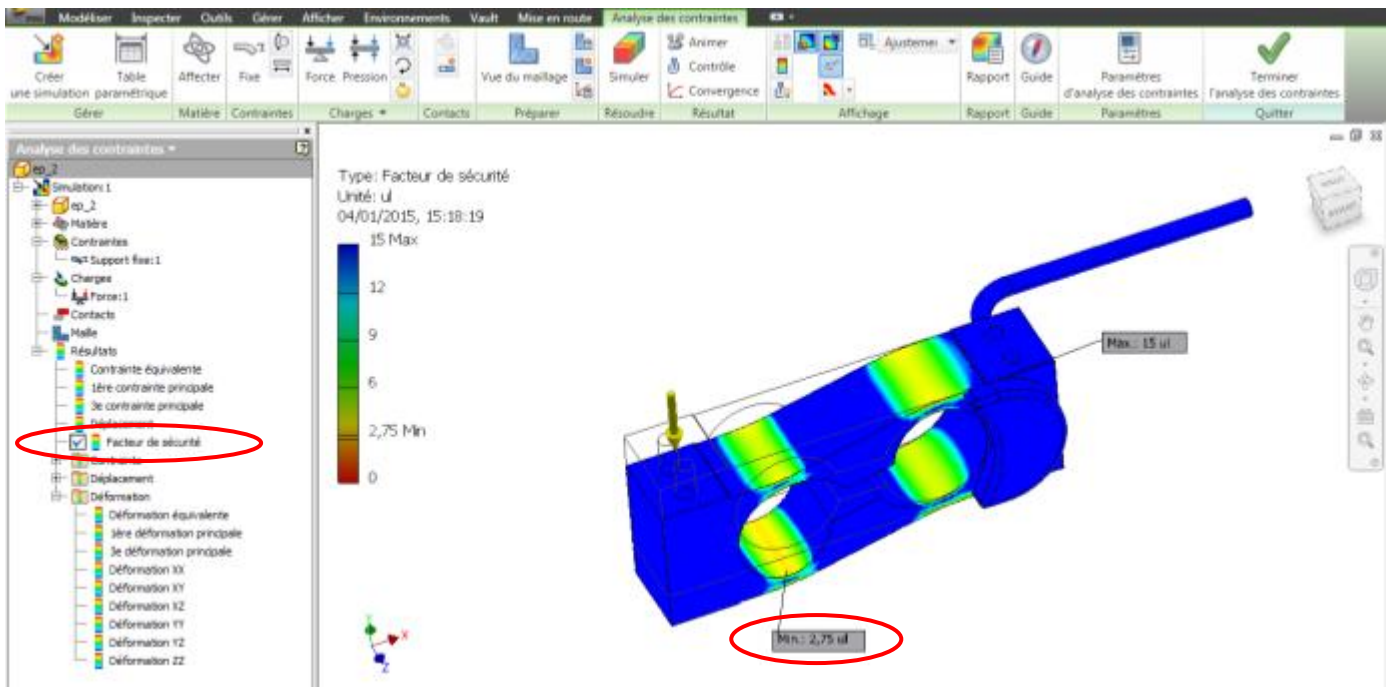 Modéliser Inspecter Outils Gérer Afficher Environnements Vault Mise en route Analyse des contraintes
Créer une simulation
Table paramétrique
Affecter
Fixe
Force Pression
Vue du maillage
Simuler
Animer
Contrôle
Convergence
Ajustemei
Rapport
Guide
Paramètres d'analyse des contraintes
Terminer l'analyse des contraintes
Gérer Matière Contraintes Charges Contacts Préparer Résoudre Résultat Affichage Rapport Guide Paramètres Quitter
Analyse des contraintes
ep_2
Simulation:1
ep_2
Matière
Contraintes
Support fixe:1
Charges
Force:1
Contacts
Maille
Résultats
Contrainte équivalente
1ère contrainte principale
3e contrainte principale
Déplacement
Facteur de sécurité
Contrainte
Déplacement
Déformation
Déformation équivalente
1ère déformation principale
3e déformation principale
Déformation XX
Déformation XY
Déformation XZ
Déformation YY
Déformation YZ
Déformation ZZ
Type: Facteur de sécurité
Unité: ul
04/01/2015, 15:18:19
15 Max
12
9
6
2,75 Min
0
Max.: 15 ul
Min.: 2,75 ul
Y
X
Z